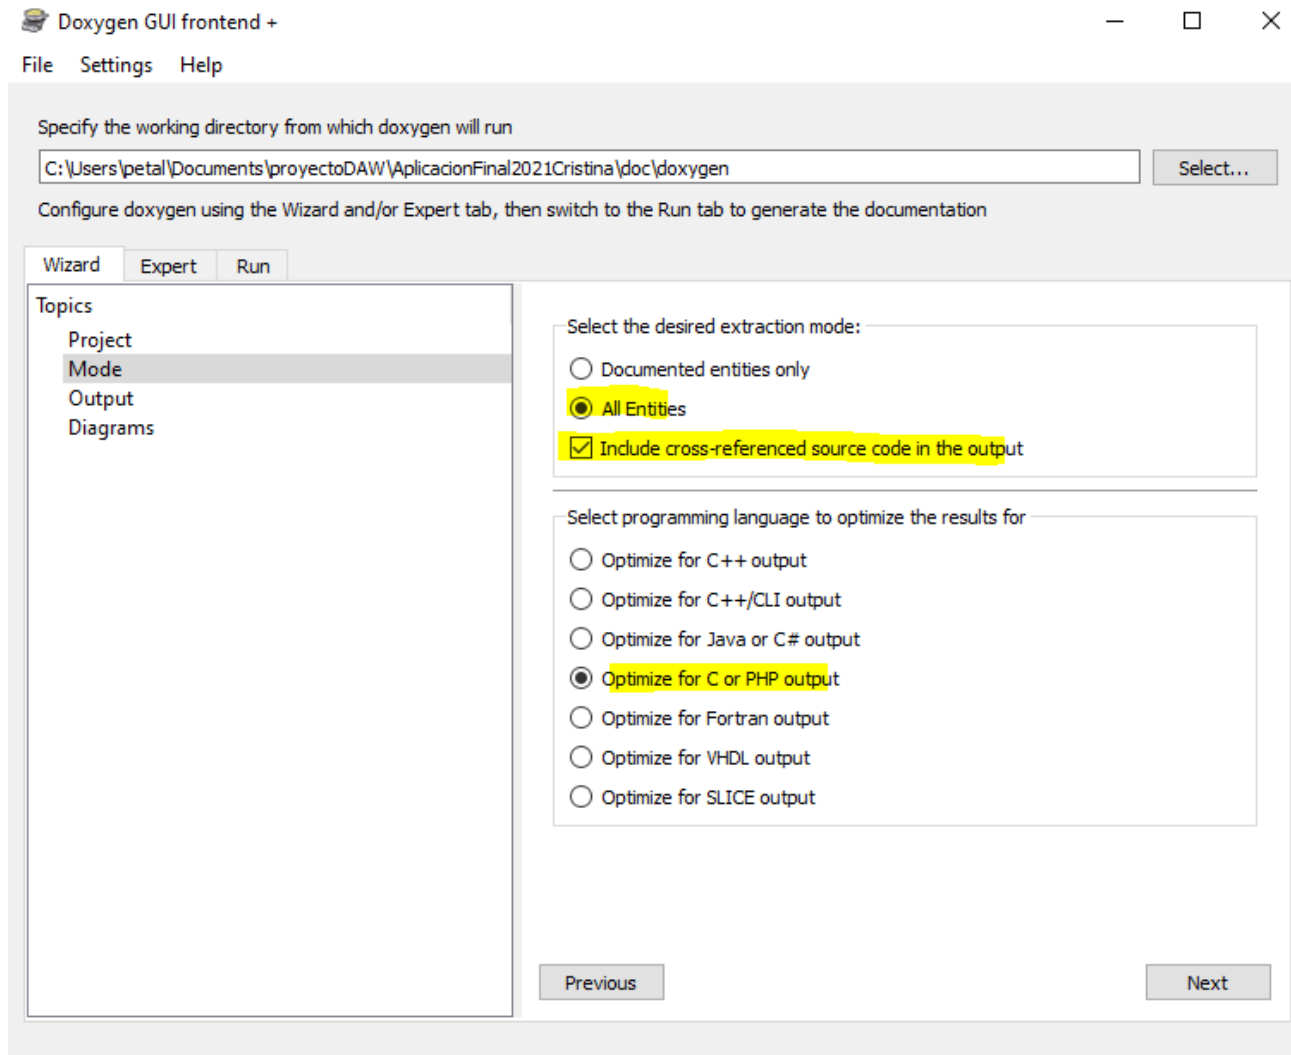 Doxygen GUI frontend +
File Settings Help
Specify the working directory from which doxygen will run
C:\Users\petal\Documents\proyectoDAW\AplicacionFinal2021Cristina\doc\doxygen
Select...
Configure doxygen using the Wizard and/or Expert tab, then switch to the Run tab to generate the documentation
Wizard Expert Run
Topics
Project
Mode
Output
Diagrams
Select the desired extraction mode:
Documented entities only
All Entities
Include cross-referenced source code in the output
Select programming language to optimize the results for
Optimize for C++ output
Optimize for C++/CLI output
Optimize for Java or C# output
Optimize for C or PHP output
Optimize for Fortran output
Optimize for VHDL output
Optimize for SLICE output
Previous
Next